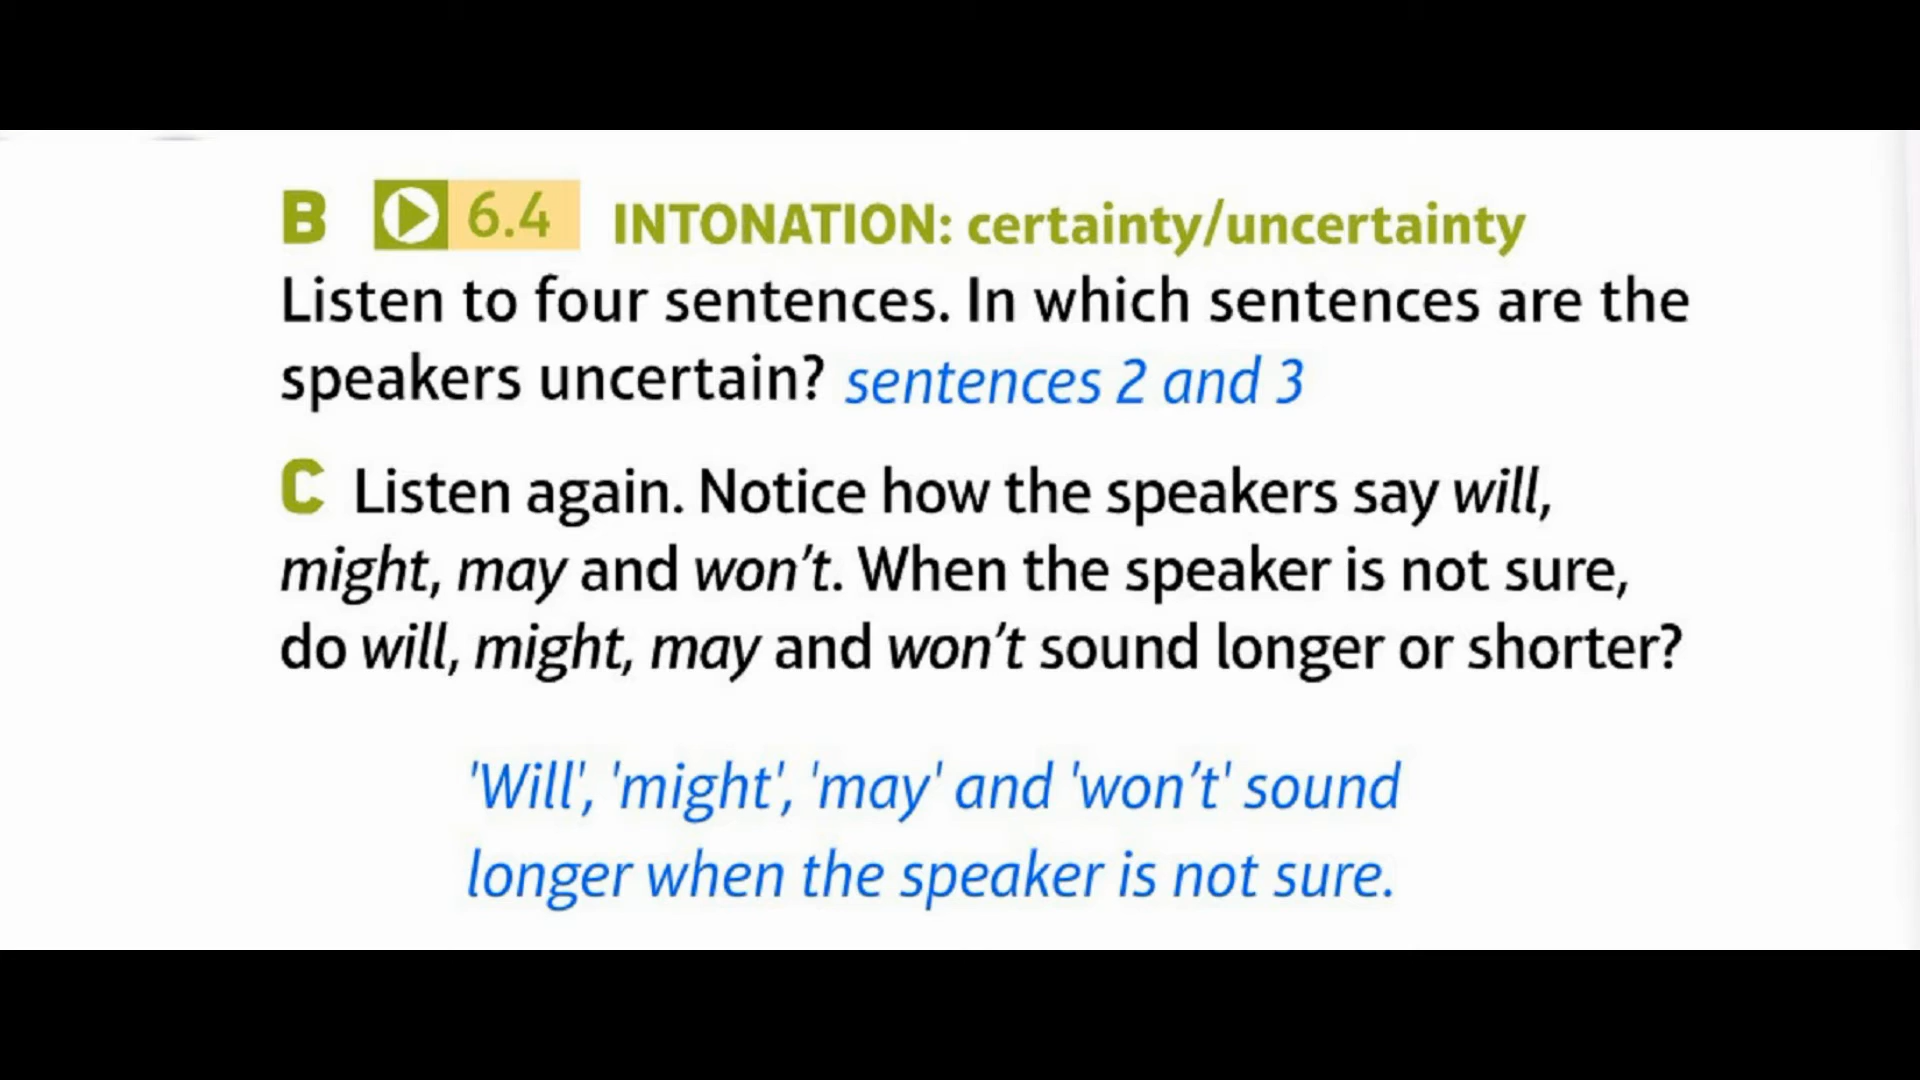 B 6.4 INTONATION: certainty/uncertainty
Listen to four sentences. In which sentences are the
speakers uncertain? sentences 2 and 3
C Listen again. Notice how the speakers say will,
might, may and won’t. When the speaker is not sure,
do will, might, may and won’t sound longer or shorter?
'Will', 'might', 'may' and 'won’t' sound
longer when the speaker is not sure.